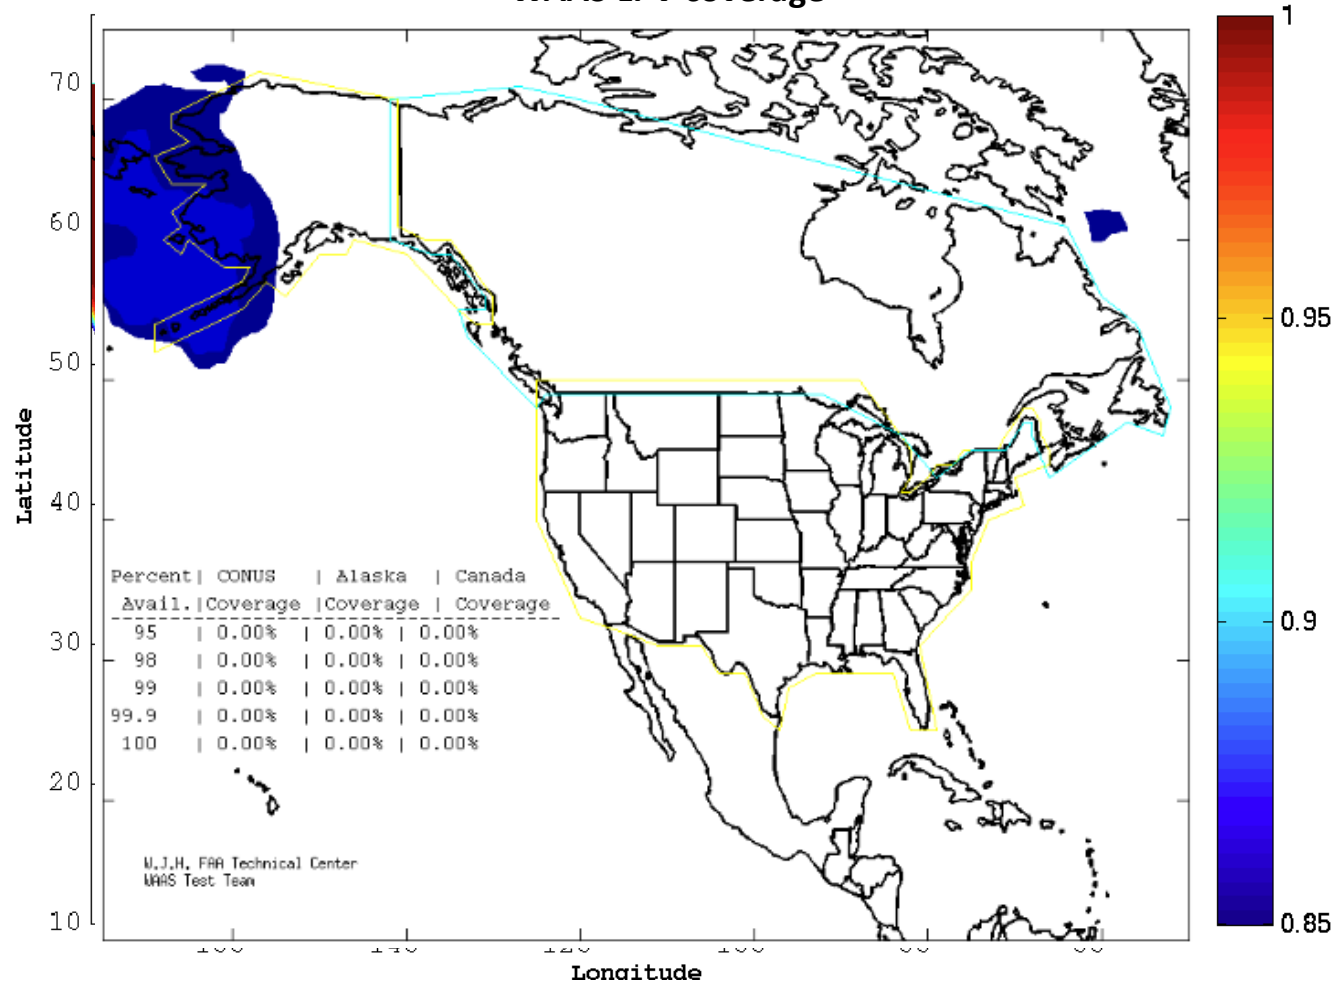 1
70
60
0.95
50
Latitude
40
Percent| CONUS | Alaska | Canada
Avail.|Coverage |Coverage | Coverage
95 | 0.00% | 0.00% | 0.00%
0.9
30
98 | 0.00% | 0.00% | 0.00%
99 | 0.00% | 0.00% | 0.00%
99.9 | 0.00% | 0.00% | 0.00%
100 | 0.00% | 0.00% | 0.00%
20
W.J.H. FAA Technical Center
WAAS Test Team
10
0.85
Longitude